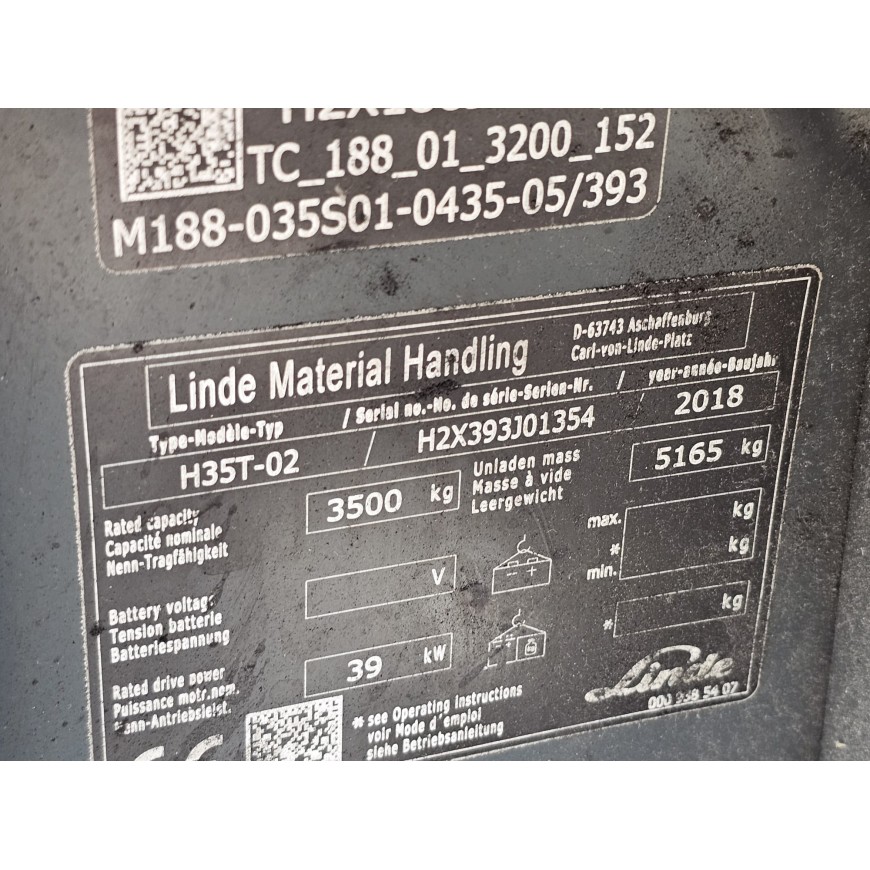 TC_188_01_3200_152
M188-035S01-0435-05/393
Linde Material Handling
D-63743 Aschaffenburg
Carl-von-Linde-Platz
Type-Modèle-Typ / Serial no.-No. de série-Serien-Nr. / year-année-Baujahr
H35T-02 / H2X393J01354 / 2018
Rated capacity
Capacité nominale
Nenn-Tragfähigkeit
3500 kg
Unladen mass
Masse à vide
Leergewicht
5165 kg
Battery voltage
Tension batterie
Batteriespannung
V
- +
max. kg
*
min. kg
Rated drive power
Puissance motr.nom.
Nenn-Antriebsleist.
39 kW
* kg
* see Operating Instructions
voir Mode d'emploi
siehe Betriebsanleitung
Linde
CE